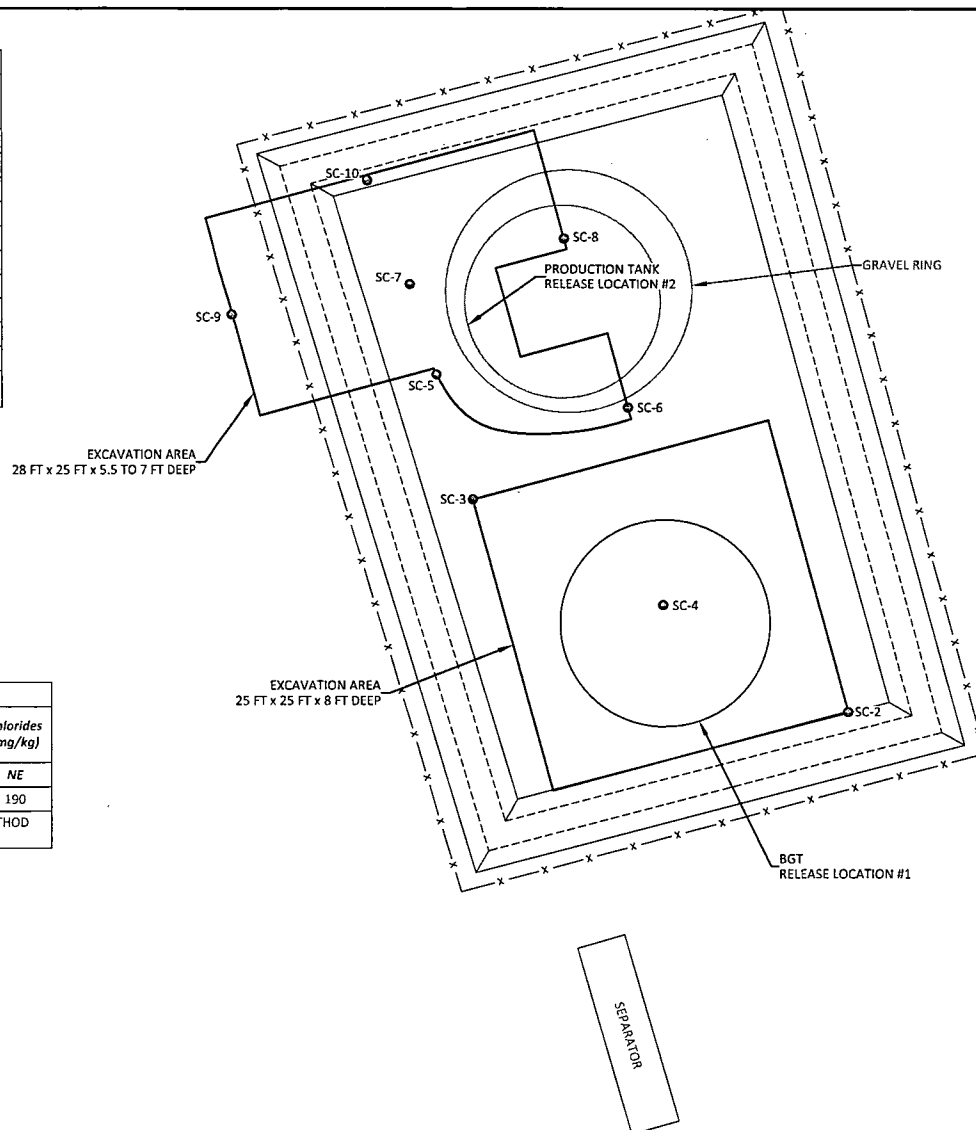 SC-10
SC-8
SC-7
PRODUCTION TANK
RELEASE LOCATION #2
GRAVEL RING
SC-9
SC-5
SC-6
EXCAVATION AREA
28 FT x 25 FT x 5.5 TO 7 FT DEEP
SC-3
SC-4
EXCAVATION AREA
25 FT x 25 FT x 8 FT DEEP
SC-2
(mg/kg)
NE
190
BGT
RELEASE LOCATION #1
SEPARATOR